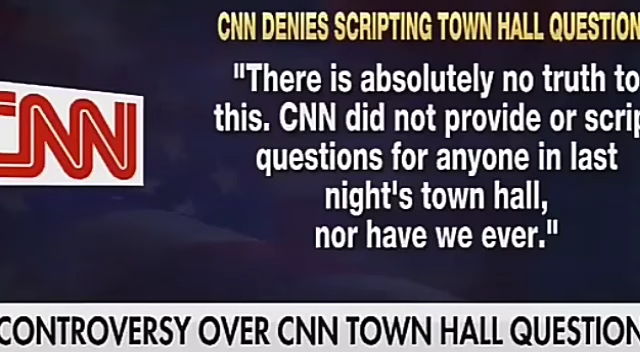 CNN DENIES SCRIPTING TOWN HALL QUESTION
"There is absolutely no truth to
this. CNN did not provide or scrip
questions for anyone in last
night's town hall,
nor have we ever."
CNN
CONTROVERSY OVER CNN TOWN HALL QUESTION